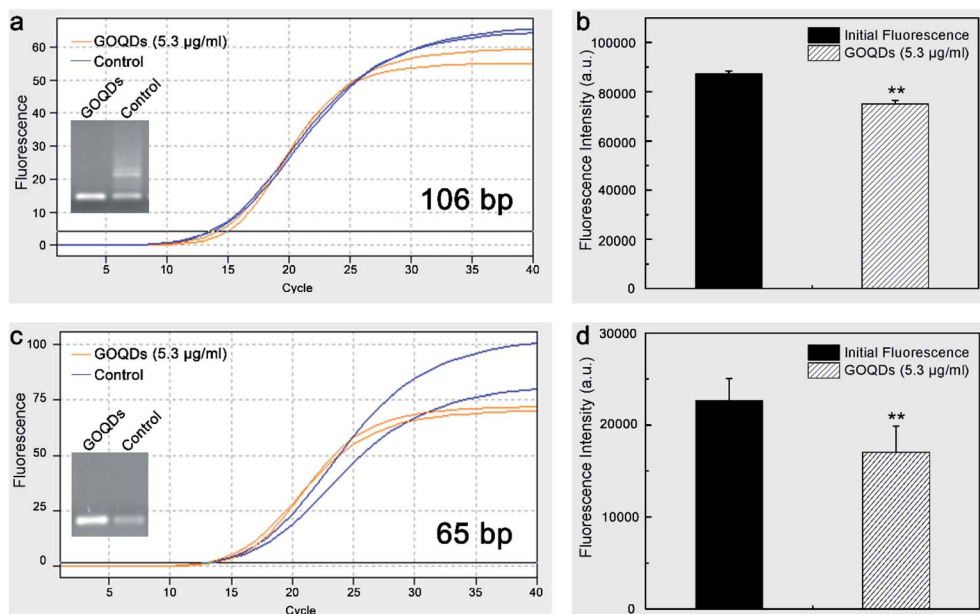 a
GOQDs (5.3 µg/ml)
Control
GOQDs
Control
106 bp
Fluorescence
60
50
40
30
20
10
0
5
10
15
20
25
30
35
40
Cycle
b
Initial Fluorescence
GOQDs (5.3 µg/ml)
**
Fluorescence Intensity (a.u.)
100000
80000
60000
40000
20000
0
c
GOQDs (5.3 µg/ml)
Control
GOQDs
Control
65 bp
Fluorescence
100
75
50
25
0
5
10
15
20
25
30
35
40
Cycle
d
Initial Fluorescence
GOQDs (5.3 µg/ml)
**
Fluorescence Intensity (a.u.)
30000
20000
10000
0